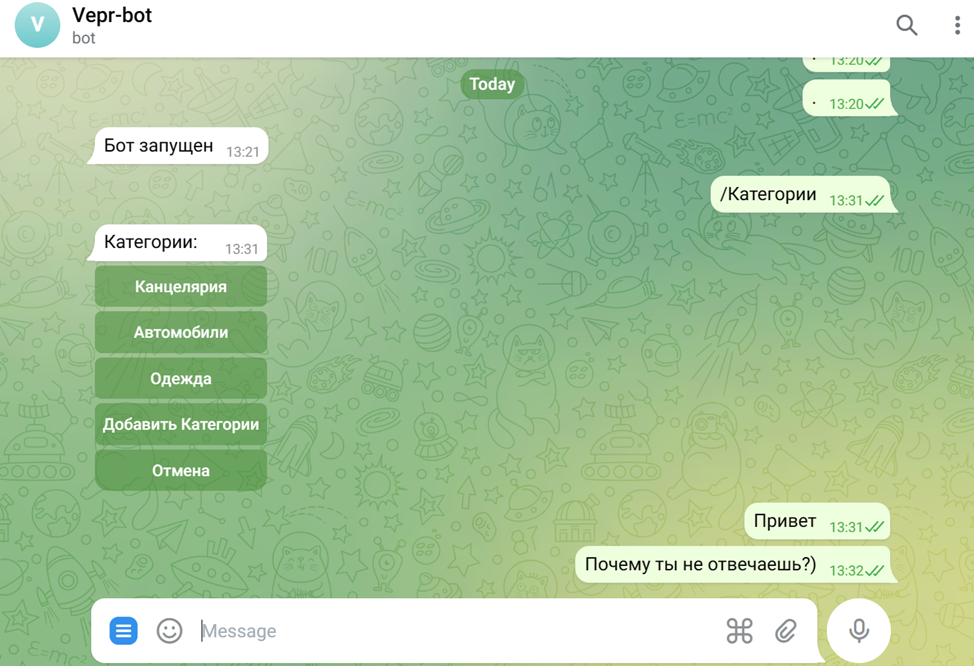 V
Vepr-bot
bot
. 13:20
Today
. 13:20
Бот запущен 13:21
/Категории 13:31
Категории: 13:31
Канцелярия
Автомобили
Одежда
Добавить Категории
Отмена
Привет 13:31
Почему ты не отвечаешь?) 13:32
Message